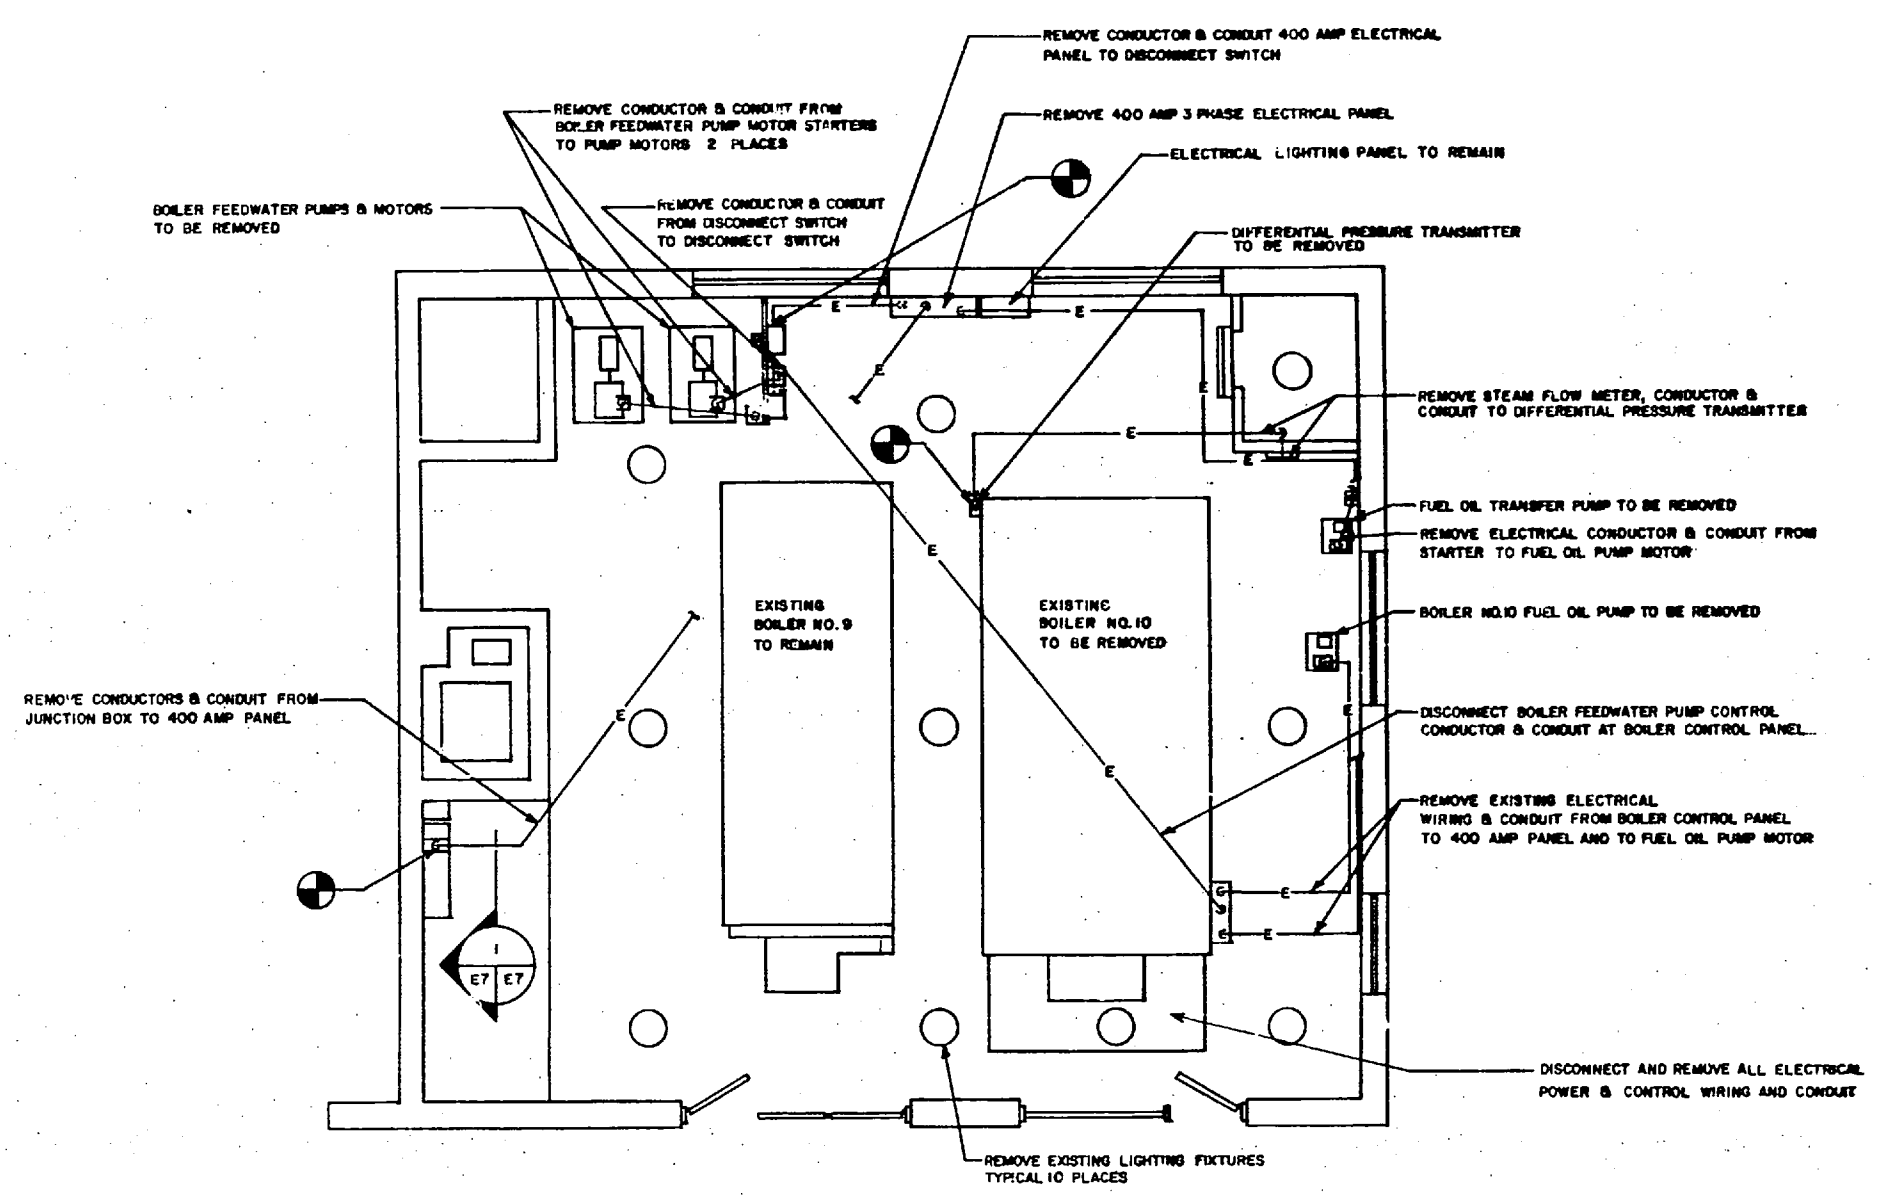 REMOVE CONDUCTOR & CONDUIT 400 AMP ELECTRICAL
PANEL TO DISCONNECT SWITCH
REMOVE CONDUCTOR & CONDUIT FROM
BOILER FEEDWATER PUMP MOTOR STARTERS
TO PUMP MOTORS 2 PLACES
REMOVE 400 AMP 3 PHASE ELECTRICAL PANEL
ELECTRICAL LIGHTING PANEL TO REMAIN
BOILER FEEDWATER PUMPS & MOTORS
TO BE REMOVED
REMOVE CONDUCTOR & CONDUIT
FROM DISCONNECT SWITCH
TO DISCONNECT SWITCH
DIFFERENTIAL PRESSURE TRANSMITTER
TO BE REMOVED
E
E
E
E
REMOVE STEAM FLOW METER, CONDUCTOR &
CONDUIT TO DIFFERENTIAL PRESSURE TRANSMITTER
E
E
FUEL OIL TRANSFER PUMP TO BE REMOVED
REMOVE ELECTRICAL CONDUCTOR & CONDUIT FROM
STARTER TO FUEL OIL PUMP MOTOR
E
EXISTING
BOILER NO. 9
TO REMAIN
EXISTING
BOILER NO. 10
TO BE REMOVED
BOILER NO.10 FUEL OIL PUMP TO BE REMOVED
REMOVE CONDUCTORS & CONDUIT FROM
JUNCTION BOX TO 400 AMP PANEL
E
E
DISCONNECT BOILER FEEDWATER PUMP CONTROL
CONDUCTOR & CONDUIT AT BOILER CONTROL PANEL
E
REMOVE EXISTING ELECTRICAL
WIRING & CONDUIT FROM BOILER CONTROL PANEL
TO 400 AMP PANEL AND TO FUEL OIL PUMP MOTOR
E
E
1
E7 E7
DISCONNECT AND REMOVE ALL ELECTRICAL
POWER & CONTROL WIRING AND CONDUIT
REMOVE EXISTING LIGHTING FIXTURES
TYPICAL 10 PLACES